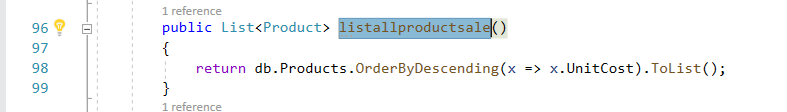 1 reference
96 public List<Product> listallproductsale()
97 {
98 return db.Products.OrderByDescending(x => x.UnitCost).ToList();
99 }
1 reference